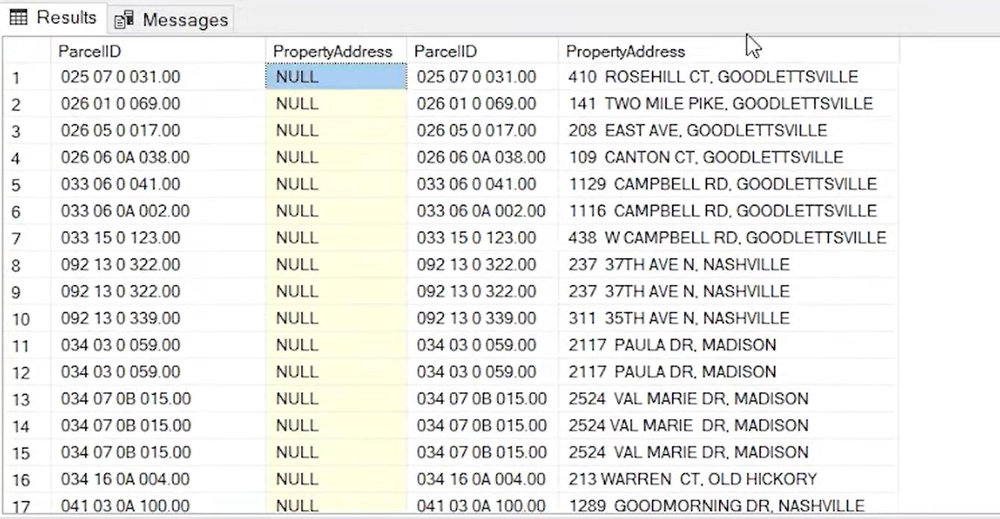 Results Messages
ParcelID PropertyAddress ParcelID PropertyAddress
1 025 07 0 031.00 NULL 025 07 0 031.00 410  ROSEHILL CT, GOODLETTSVILLE
2 026 01 0 069.00 NULL 026 01 0 069.00 141  TWO MILE PIKE, GOODLETTSVILLE
3 026 05 0 017.00 NULL 026 05 0 017.00 208  EAST AVE, GOODLETTSVILLE
4 026 06 0A 038.00 NULL 026 06 0A 038.00 109  CANTON CT, GOODLETTSVILLE
5 033 06 0 041.00 NULL 033 06 0 041.00 1129  CAMPBELL RD, GOODLETTSVILLE
6 033 06 0A 002.00 NULL 033 06 0A 002.00 1116  CAMPBELL RD, GOODLETTSVILLE
7 033 15 0 123.00 NULL 033 15 0 123.00 438  W CAMPBELL RD, GOODLETTSVILLE
8 092 13 0 322.00 NULL 092 13 0 322.00 237  37TH AVE N, NASHVILLE
9 092 13 0 322.00 NULL 092 13 0 322.00 237  37TH AVE N, NASHVILLE
10 092 13 0 339.00 NULL 092 13 0 339.00 311  35TH AVE N, NASHVILLE
11 034 03 0 059.00 NULL 034 03 0 059.00 2117  PAULA DR, MADISON
12 034 03 0 059.00 NULL 034 03 0 059.00 2117  PAULA DR, MADISON
13 034 07 0B 015.00 NULL 034 07 0B 015.00 2524  VAL MARIE DR, MADISON
14 034 07 0B 015.00 NULL 034 07 0B 015.00 2524 VAL MARIE  DR, MADISON
15 034 07 0B 015.00 NULL 034 07 0B 015.00 2524  VAL MARIE DR, MADISON
16 034 16 0A 004.00 NULL 034 16 0A 004.00 213 WARREN  CT, OLD HICKORY
17 041 03 0A 100.00 NULL 041 03 0A 100.00 1289  GOODMORNING DR, NASHVILLE